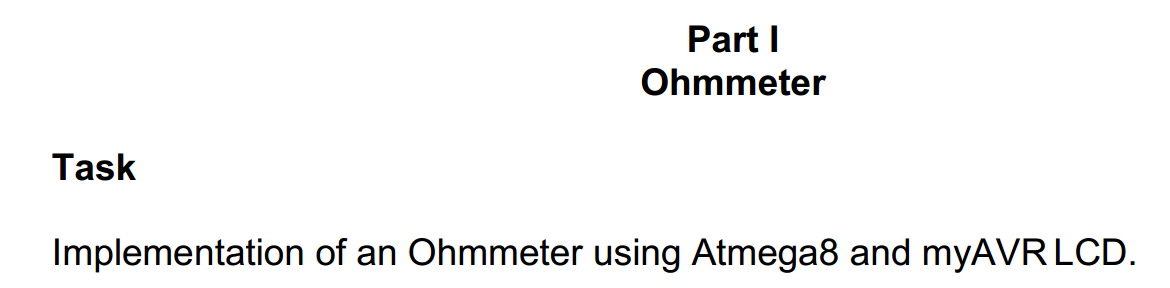 Part I
Ohmmeter
Task
Implementation of an Ohmmeter using Atmega8 and myAVR LCD.